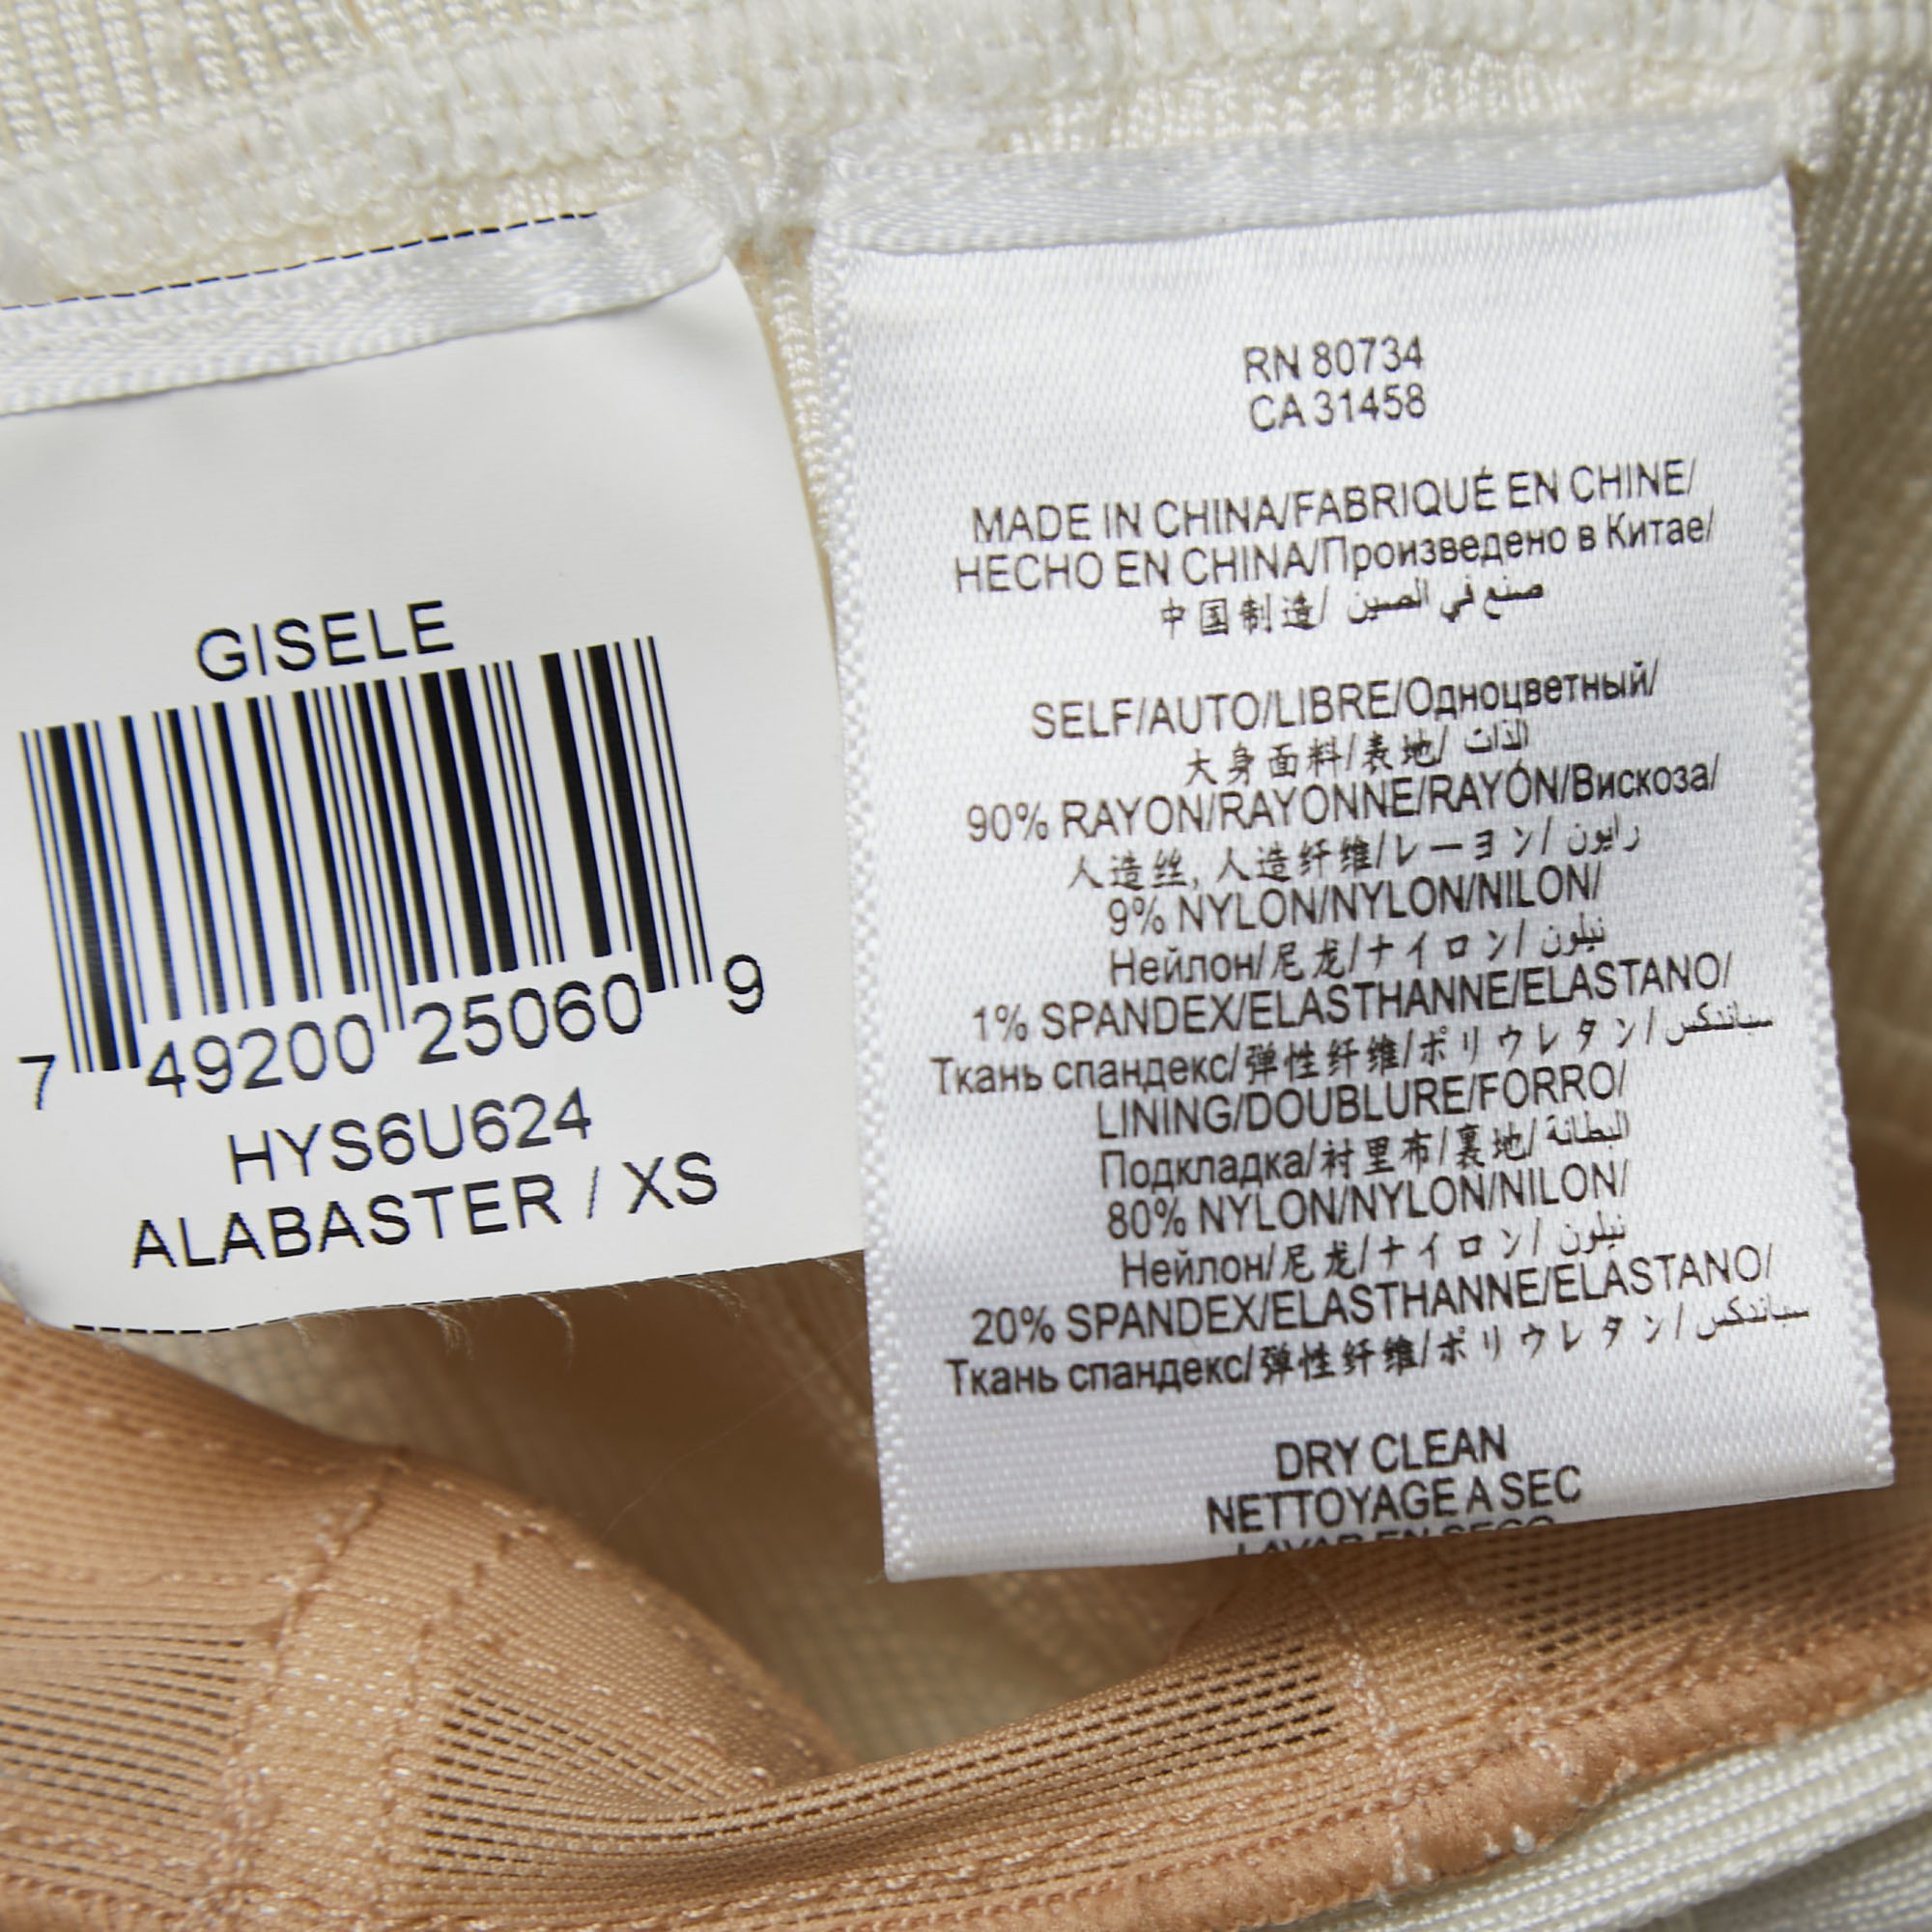 GISELE
7 49200 25060 9
HYS6U624
ALABASTER / XS
RN 80734
CA 31458
MADE IN CHINA/FABRIQUÉ EN CHINE/
HECHO EN CHINA/Произведено в Китае/
中国制造/ صنع في الصين
SELF/AUTO/LIBRE/Одноцветный/
大身面料/表地/ الذات
90% RAYON/RAYONNE/RAYÓN/Вискоза/
人造丝, 人造纤维/レーヨン/ رايون
9% NYLON/NYLON/NILON/
Нейлон/尼龙/ナイロン/ نيلون
1% SPANDEX/ELASTHANNE/ELASTANO/
Ткань спандекс/弹性纤维/ポリウレタン/ سباندكس
LINING/DOUBLURE/FORRO/
Подкладка/衬里布/裏地/ البطانة
80% NYLON/NYLON/NILON/
Нейлон/尼龙/ナイロン/ نيلون
20% SPANDEX/ELASTHANNE/ELASTANO/
Ткань спандекс/弹性纤维/ポリウレタン/ سباندكس
DRY CLEAN
NETTOYAGE A SEC
LAVAR EN SECO